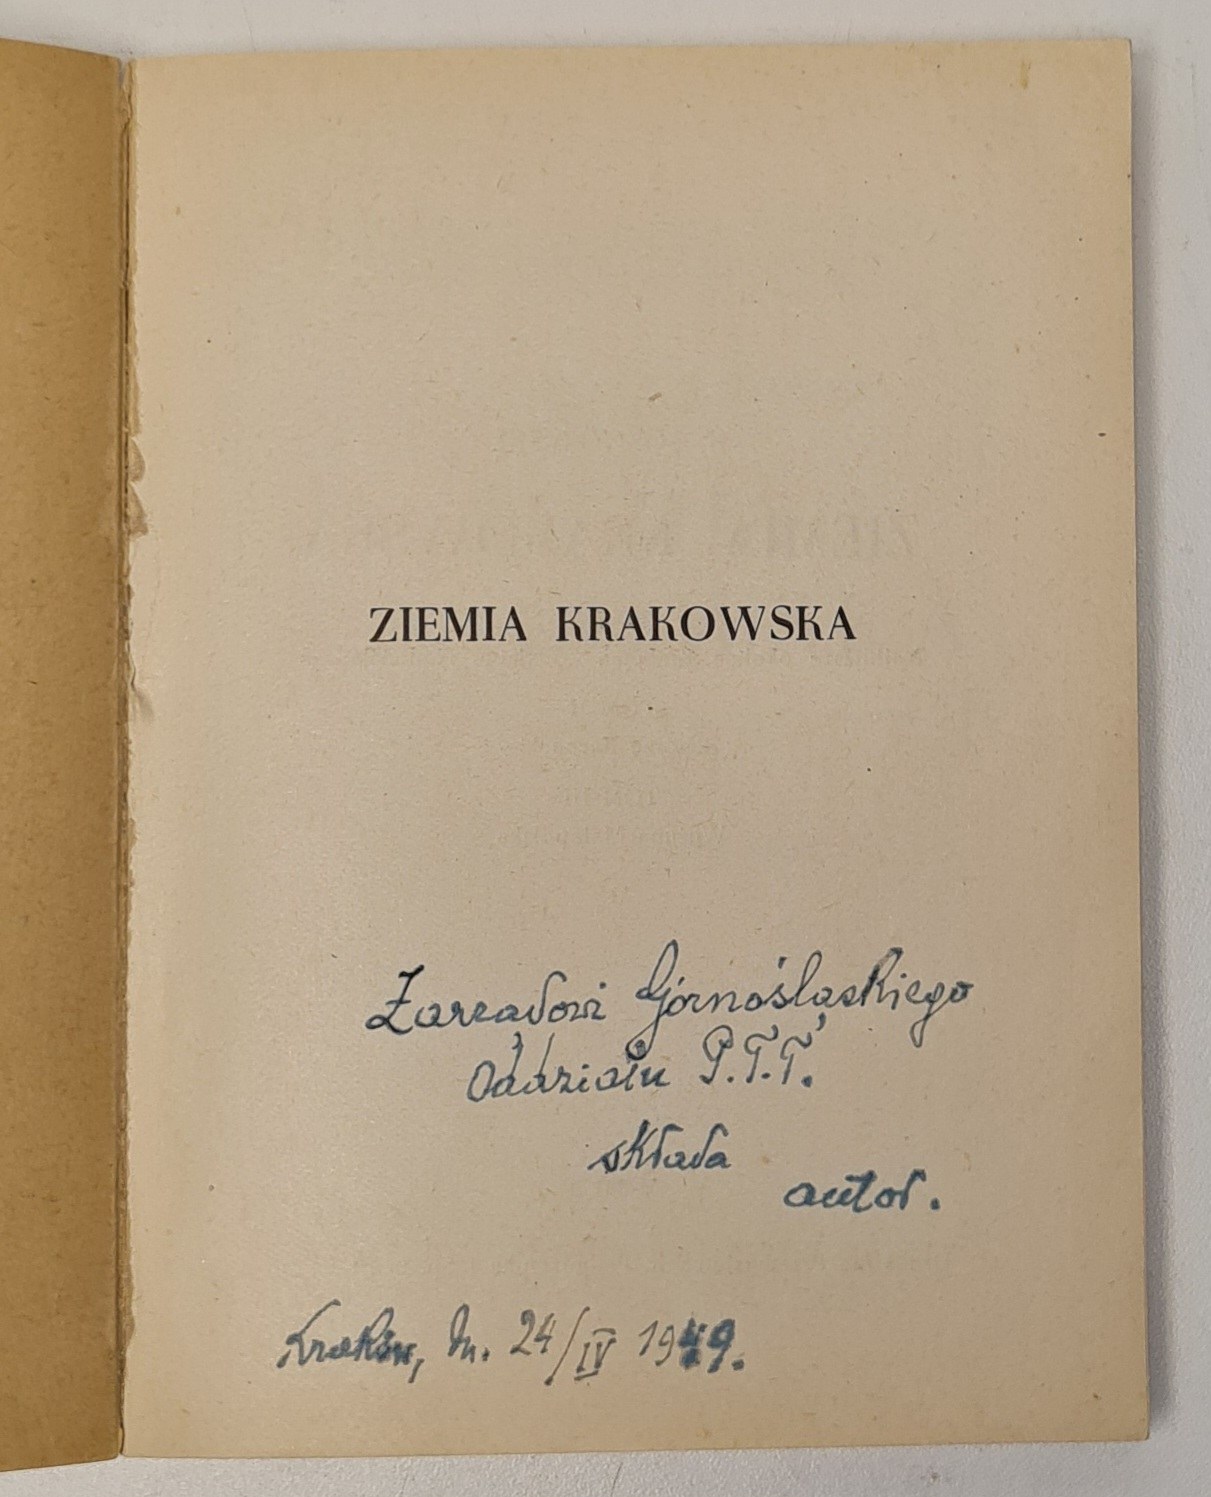 ZIEMIA KRAKOWSKA
Zarządowi Górnośląskiego
Oddziału P.T.T.
składa
autor.
Kraków, dn. 24/IV 1949.